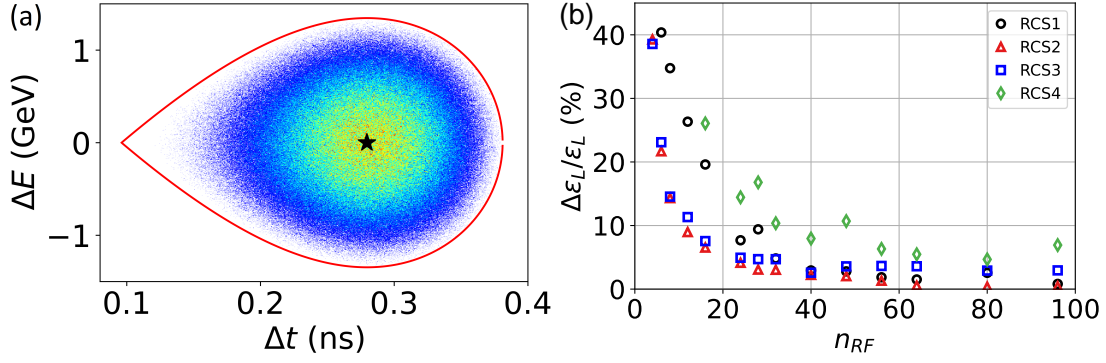 (a)
ΔE (GeV)
1
0
−1
0.1 0.2 0.3 0.4
Δt (ns)
(b)
Δε_L/ε_L (%)
40
30
20
10
0
0 20 40 60 80 100
n_RF
RCS1
RCS2
RCS3
RCS4